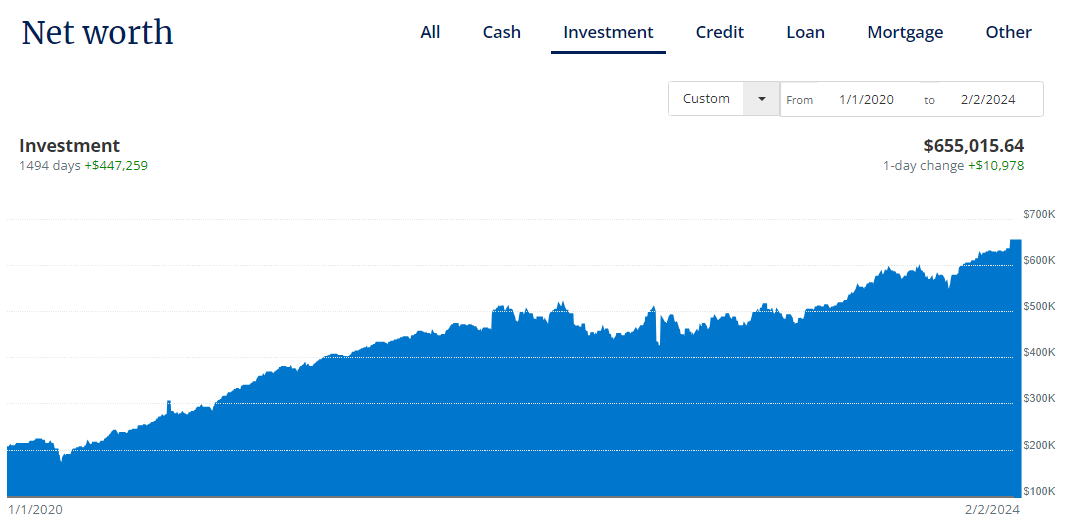 Net worth
All Cash Investment Credit Loan Mortgage Other
Custom From 1/1/2020 to 2/2/2024
Investment $655,015.64
1494 days +$447,259 1-day change +$10,978
$700K
$600K
$500K
$400K
$300K
$200K
$100K
1/1/2020 2/2/2024